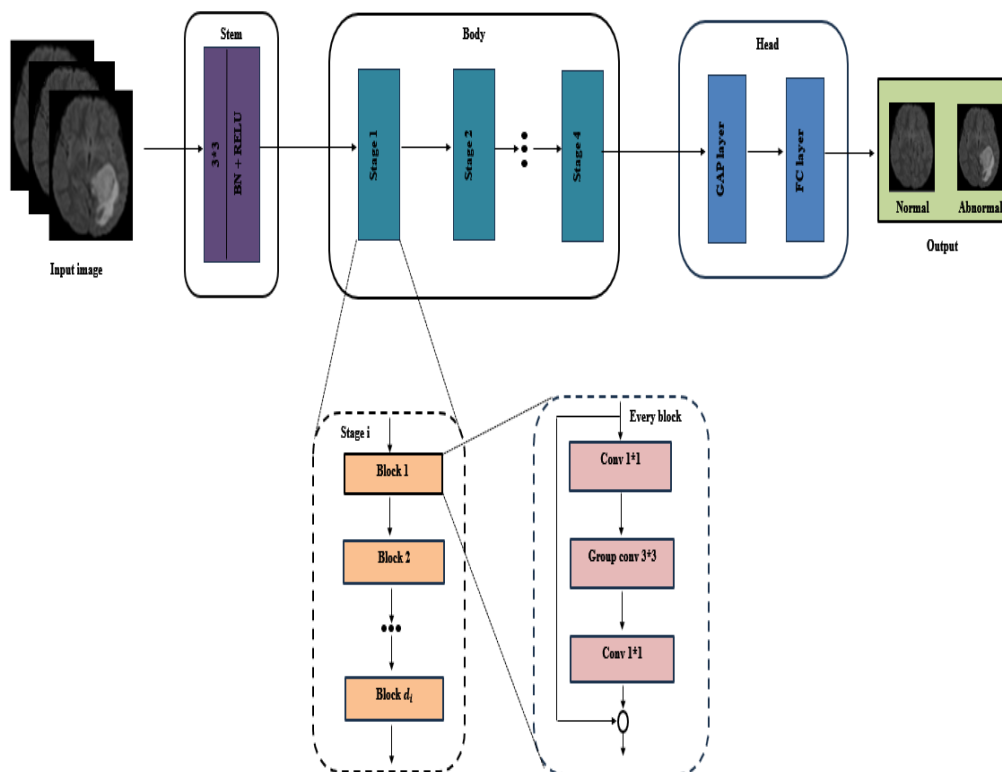 Stem
Body
Head
3*3
BN + RELU
Stage 1
Stage 2
Stage 4
GAP layer
FC layer
Normal
Abnormal
Input image
Output
Stage i
Block 1
Block 2
Block dᵢ
Every block
Conv 1*1
Group conv 3*3
Conv 1*1